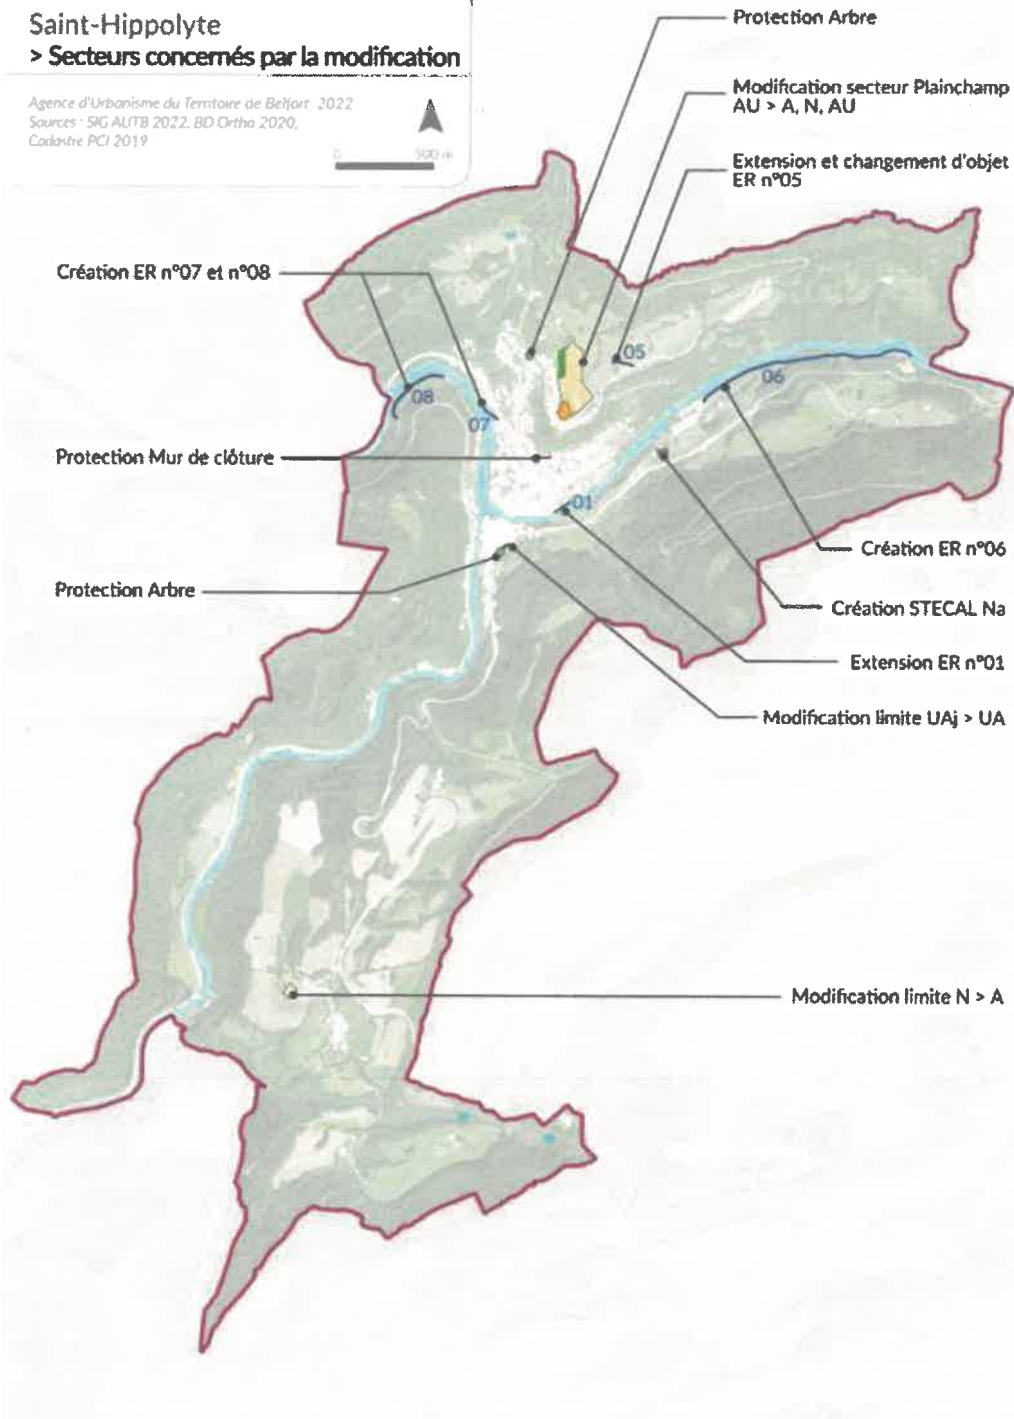 Saint-Hippolyte
> Secteurs concernés par la modification
Agence d'Urbanisme du Territoire de Belfort 2022
Sources : SIG AUTB 2022, BD Ortho 2020,
Cadastre PCI 2019
0 500 m
Protection Arbre
Modification secteur Plainchamp
AU > A, N, AU
Extension et changement d'objet
ER n°05
Création ER n°07 et n°08
05
06
08
07
Protection Mur de clôture
01
Création ER n°06
Protection Arbre
Création STECAL Na
Extension ER n°01
Modification limite UAj > UA
Modification limite N > A